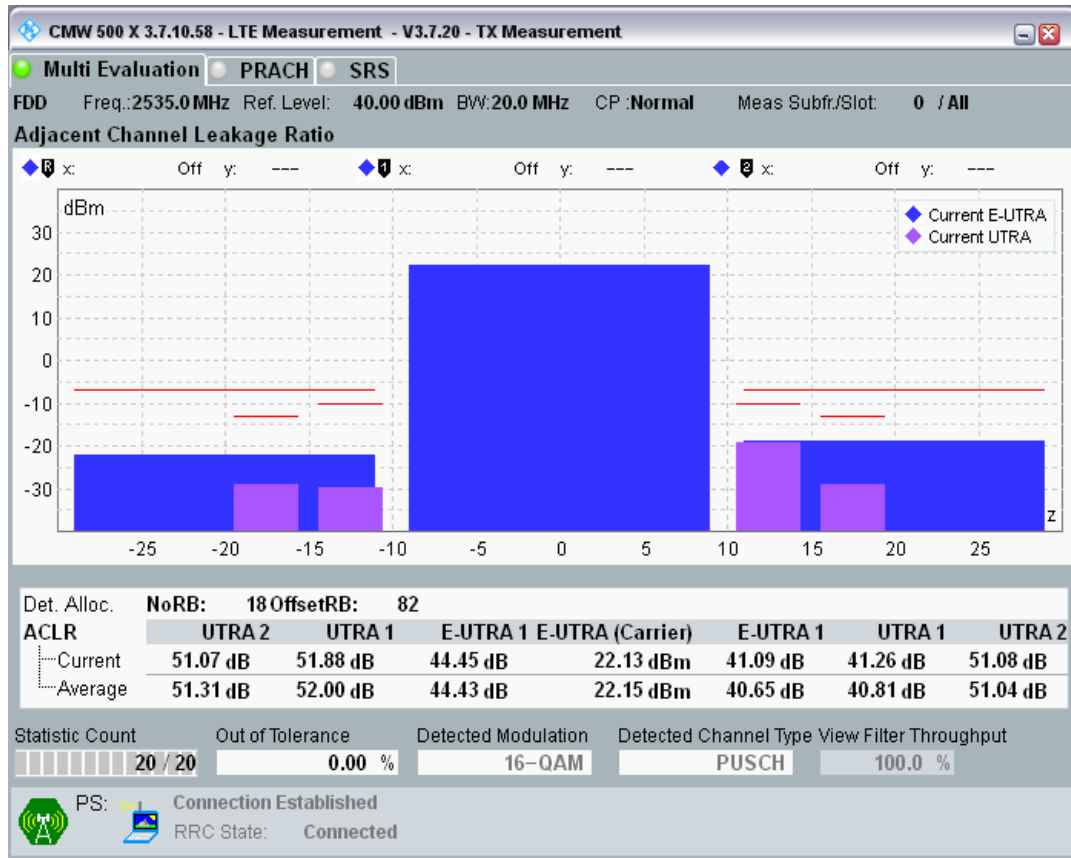 CMW 500 X 3.7.10.58 - LTE Measurement - V3.7.20 - TX Measurement
Multi Evaluation PRACH SRS
FDD Freq.:2535.0 MHz Ref. Level: 40.00 dBm BW:20.0 MHz CP :Normal Meas Subfr./Slot: 0 / All
Adjacent Channel Leakage Ratio
R x: Off y: --- 1 x: Off y: --- 2 x: Off y: ---
dBm
Current E-UTRA
Current UTRA
30
20
10
0
-10
-20
-30
z
-25 -20 -15 -10 -5 0 5 10 15 20 25
Det. Alloc. NoRB: 18 OffsetRB: 82
ACLR UTRA 2 UTRA 1 E-UTRA 1 E-UTRA (Carrier) E-UTRA 1 UTRA 1 UTRA 2
Current 51.07 dB 51.88 dB 44.45 dB 22.13 dBm 41.09 dB 41.26 dB 51.08 dB
Average 51.31 dB 52.00 dB 44.43 dB 22.15 dBm 40.65 dB 40.81 dB 51.04 dB
Statistic Count Out of Tolerance Detected Modulation Detected Channel Type View Filter Throughput
20 / 20 0.00 % 16-QAM PUSCH 100.0 %
PS: Connection Established
RRC State: Connected